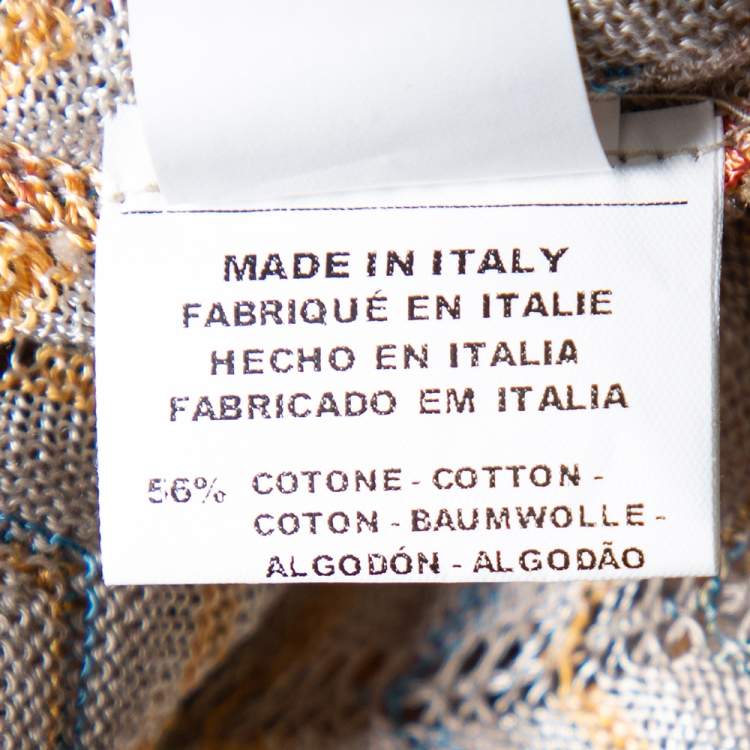 MADE IN ITALY
FABRIQUÉ EN ITALIE
HECHO EN ITALIA
FABRICADO EM ITALIA
56% COTONE - COTTON -
COTON - BAUMWOLLE -
ALGODÓN - ALGODÃO